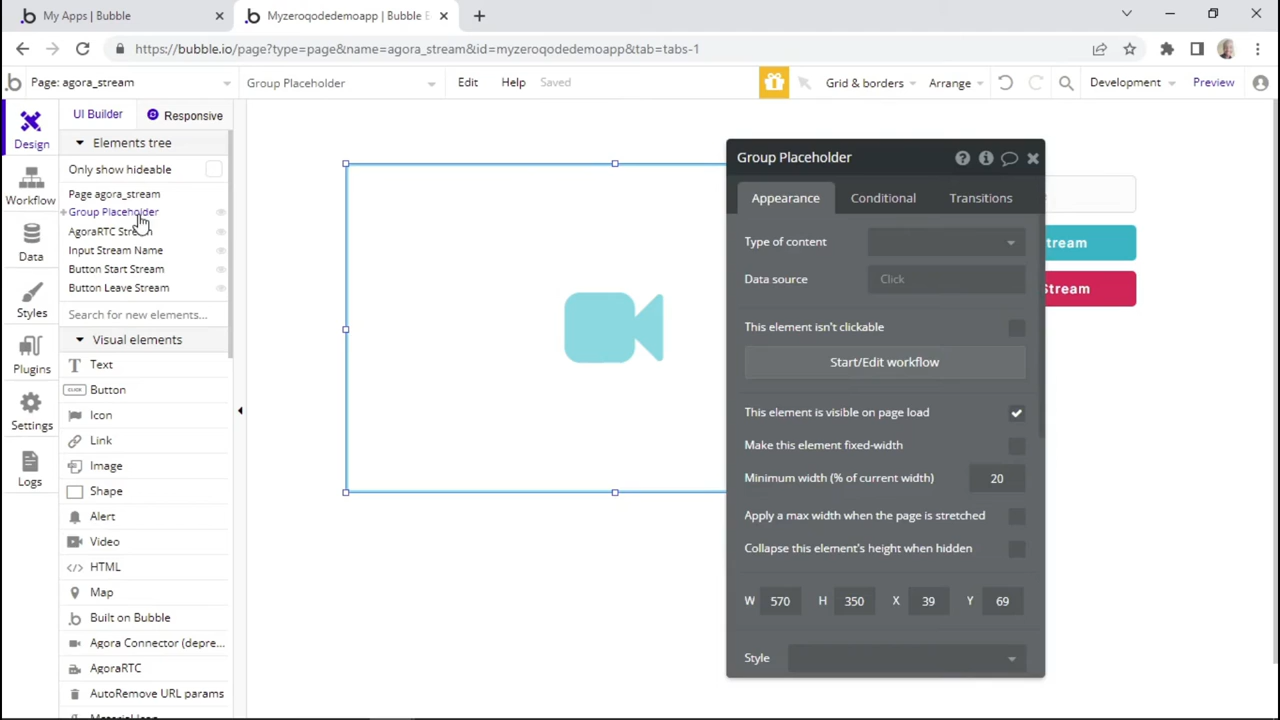 My Apps | Bubble
Myzeroqodedemoapp | Bubble E
https://bubble.io/page?type=page&name=agora_stream&id=myzeroqodedemoapp&tab=tabs-1
Page: agora_stream
Group Placeholder
Edit
Help
Saved
Grid & borders
Arrange
Development
Preview
Design
Workflow
Data
Styles
Plugins
Settings
Logs
UI Builder
Responsive
Elements tree
Only show hideable
Page agora_stream
Group Placeholder
AgoraRTC Stream
Input Stream Name
Button Start Stream
Button Leave Stream
Search for new elements...
Visual elements
Text
CLICK
Button
Icon
Link
Image
Shape
Alert
Video
HTML
Map
Built on Bubble
Agora Connector (depre...
AgoraRTC
AutoRemove URL params
Group Placeholder
Appearance
Conditional
Transitions
Type of content
Data source
Click
This element isn't clickable
Start/Edit workflow
This element is visible on page load
Make this element fixed-width
Minimum width (% of current width)
20
Apply a max width when the page is stretched
Collapse this element's height when hidden
W 570 H 350 X 39 Y 69
Style
tream
Stream